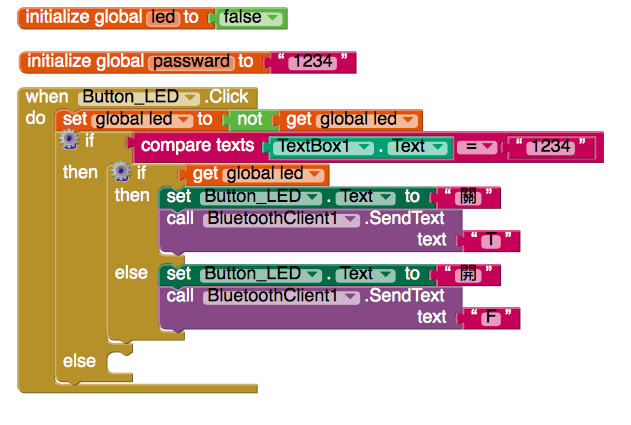 initialize global led to false
initialize global passward to " 1234 "
when Button_LED .Click
do set global led to not get global led
if compare texts TextBox1 . Text = " 1234 "
then if get global led
then set Button_LED . Text to " 關 "
call BluetoothClient1 .SendText
text " T "
else set Button_LED . Text to " 開 "
call BluetoothClient1 .SendText
text " F "
else